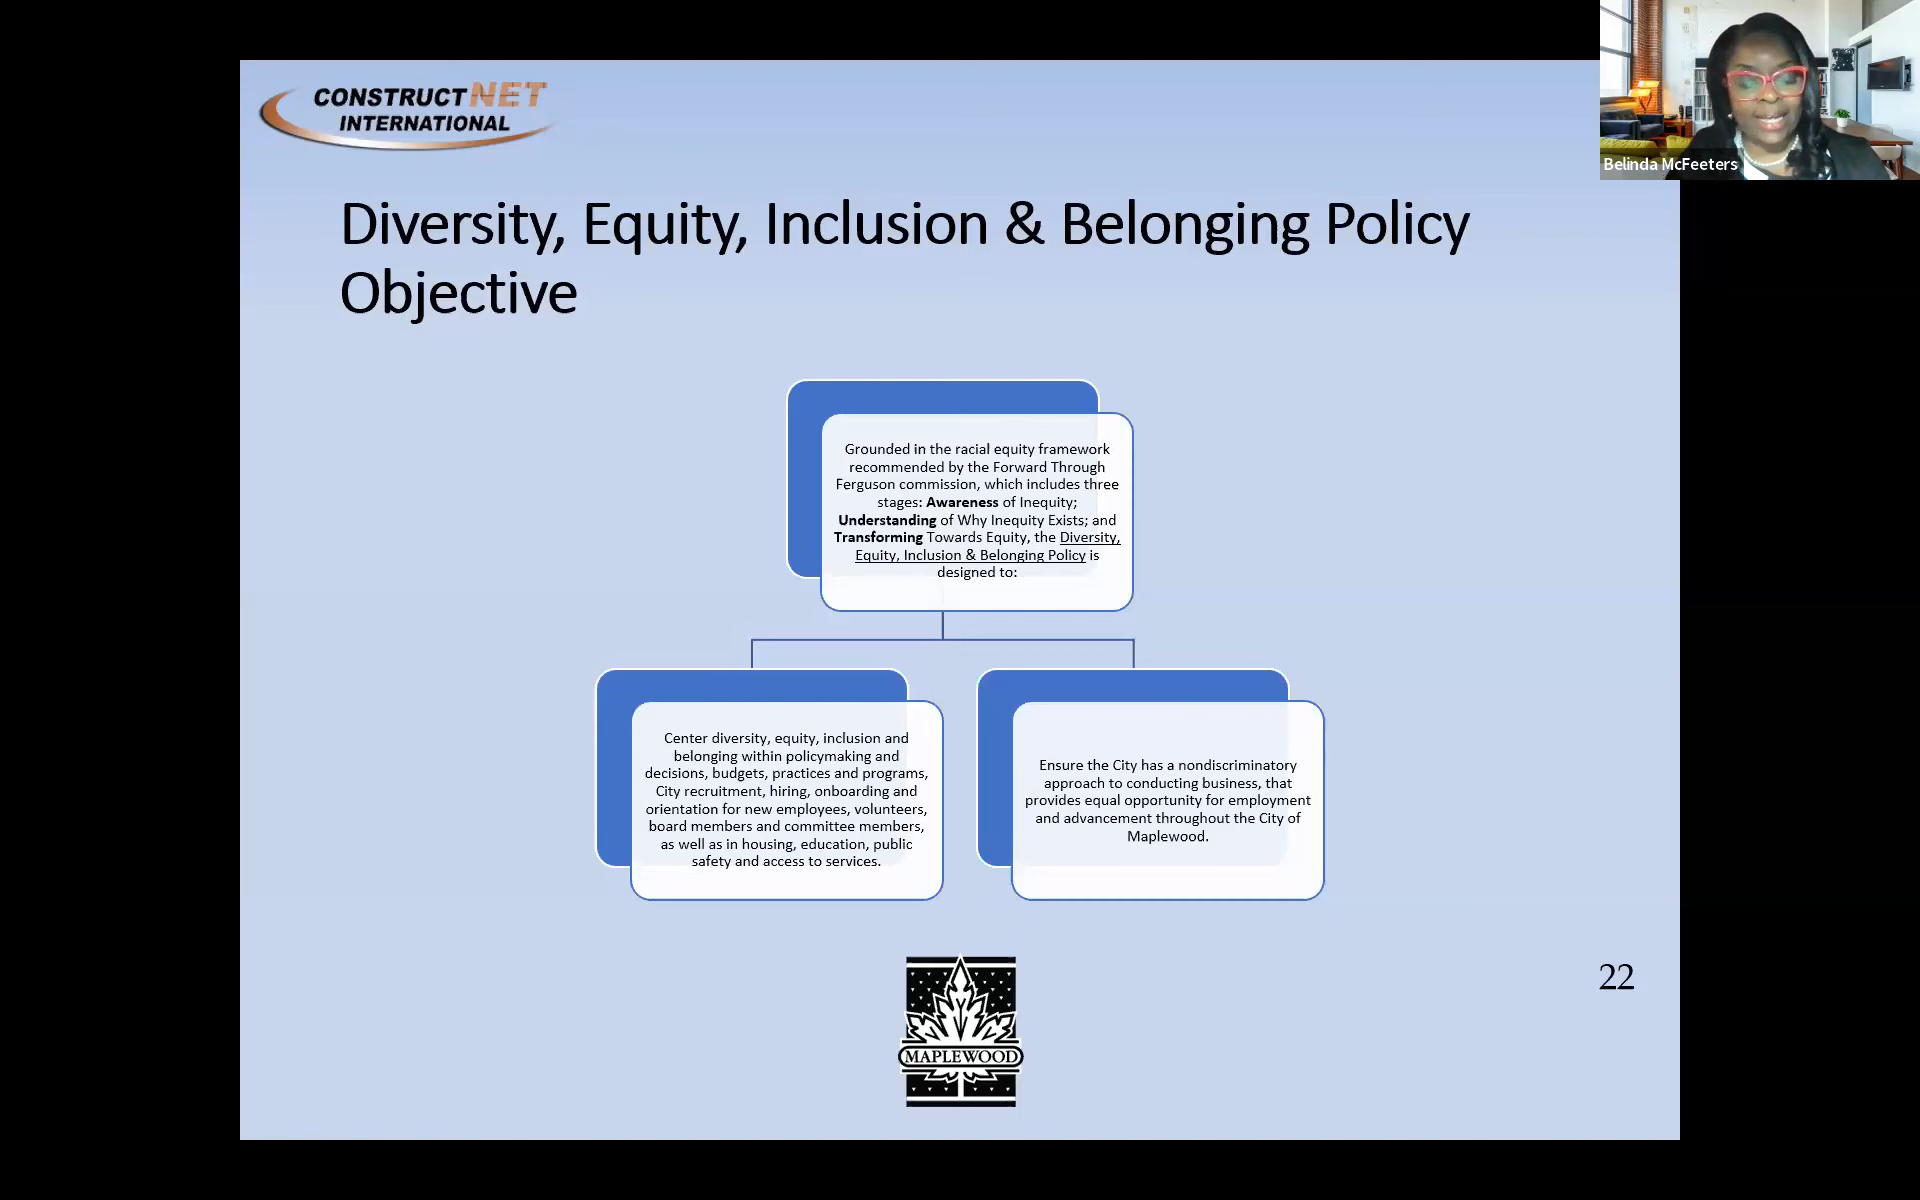 CONSTRUCTNET
INTERNATIONAL
Belinda McFeeters
Diversity, Equity, Inclusion & Belonging Policy
Objective
Grounded in the racial equity framework
recommended by the Forward Through
Ferguson commission, which includes three
stages: Awareness of Inequity;
Understanding of Why Inequity Exists; and
Transforming Towards Equity, the Diversity,
Equity, Inclusion & Belonging Policy is
designed to:
Center diversity, equity, inclusion and
belonging within policymaking and
decisions, budgets, practices and programs,
City recruitment, hiring, onboarding and
orientation for new employees, volunteers,
board members and committee members,
as well as in housing, education, public
safety and access to services.
Ensure the City has a nondiscriminatory
approach to conducting business, that
provides equal opportunity for employment
and advancement throughout the City of
Maplewood.
22
MAPLEWOOD